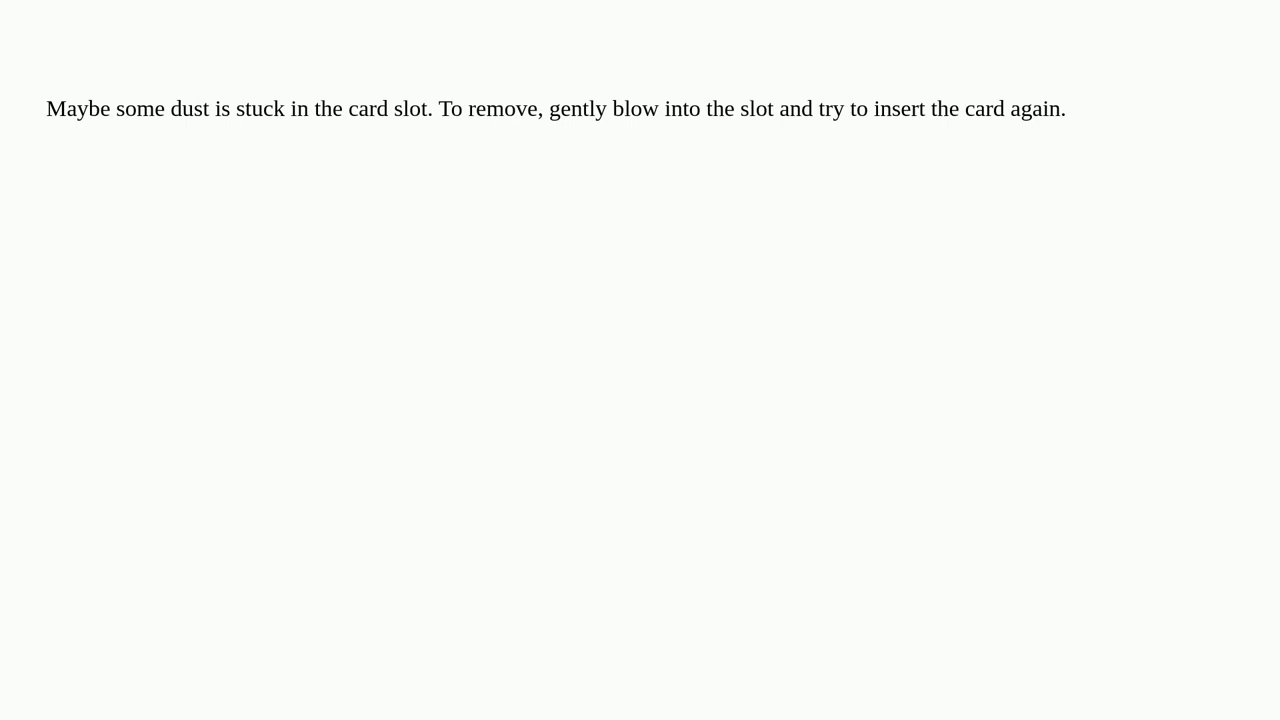 Maybe some dust is stuck in the card slot. To remove, gently blow into the slot and try to insert the card again.